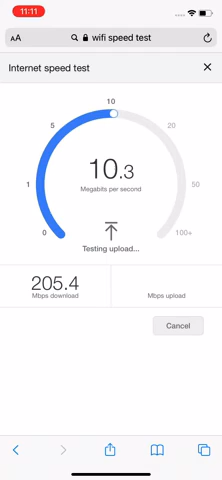 11:11
AA wifi speed test
Internet speed test
10
5 20
1 50
0 100+
10.3
Megabits per second
Testing upload...
205.4
Mbps download Mbps upload
Cancel